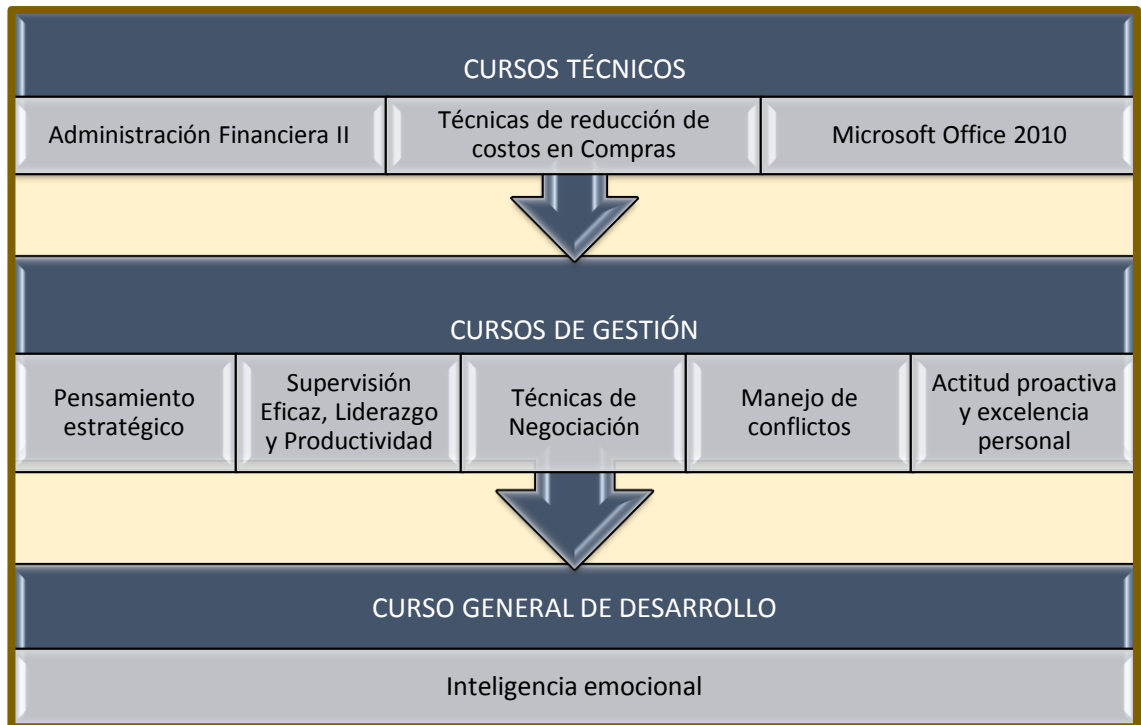 CURSOS TÉCNICOS
Administración Financiera II
Técnicas de reducción de
costos en Compras
Microsoft Office 2010
CURSOS DE GESTIÓN
Pensamiento
estratégico
Supervisión
Eficaz, Liderazgo
y Productividad
Técnicas de
Negociación
Manejo de
conflictos
Actitud proactiva
y excelencia
personal
CURSO GENERAL DE DESARROLLO
Inteligencia emocional